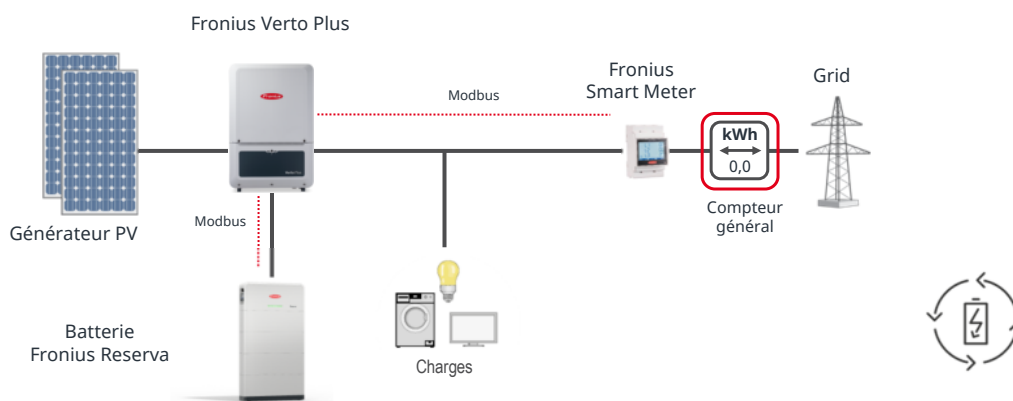 Fronius Verto Plus
Fronius
Smart Meter
Grid
Modbus
kWh
0,0
Compteur
général
Générateur PV
Modbus
Batterie
Fronius Reserva
Charges